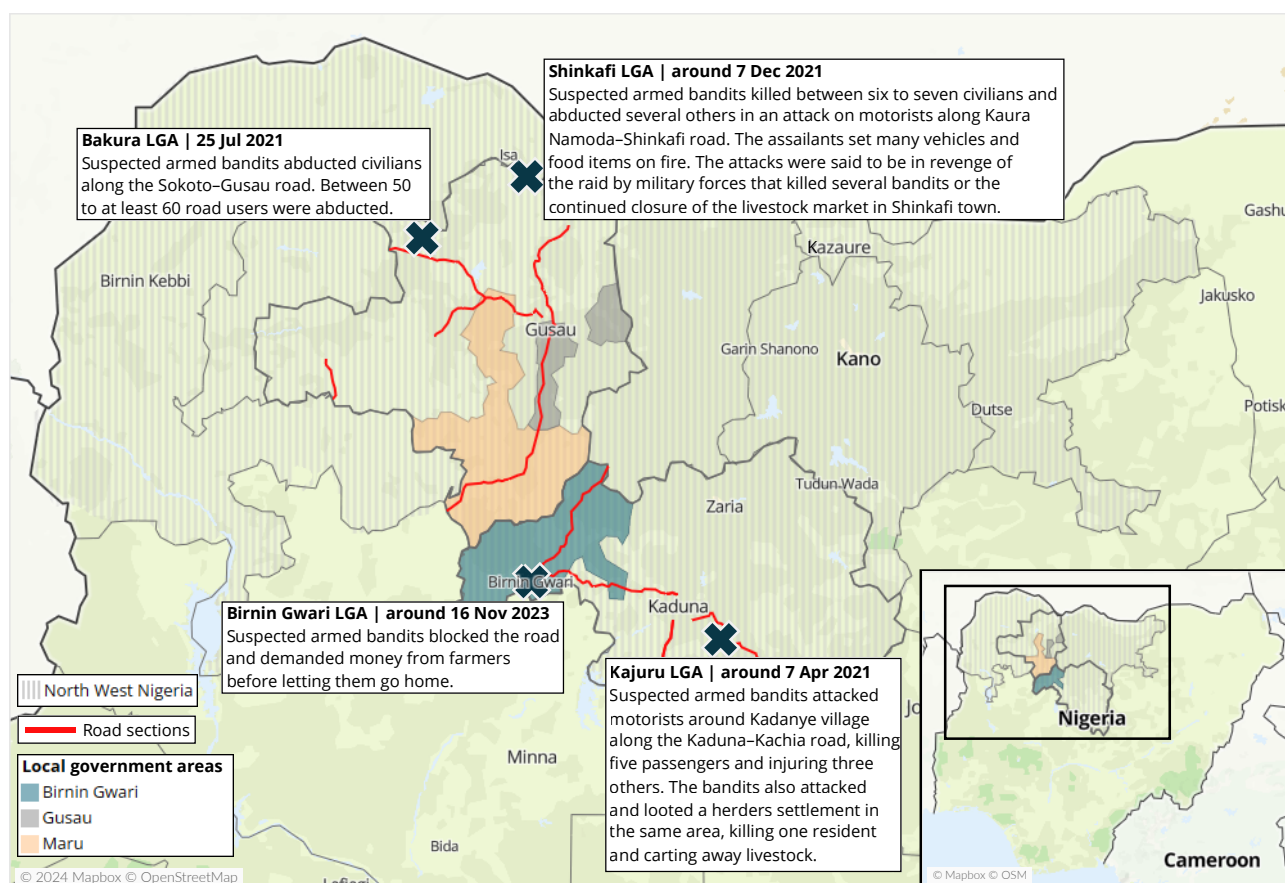 Shinkafi LGA | around 7 Dec 2021
Suspected armed bandits killed between six to seven civilians and
abducted several others in an attack on motorists along Kaura
Namoda–Shinkafi road. The assailants set many vehicles and
food items on fire. The attacks were said to be in revenge of
the raid by military forces that killed several bandits or the
continued closure of the livestock market in Shinkafi town.
Bakura LGA | 25 Jul 2021
Suspected armed bandits abducted civilians
along the Sokoto–Gusau road. Between 50
to at least 60 road users were abducted.
Isa
Gashu
Kazaure
Birnin Kebbi
Jakusko
Gusau
Garin Shanono
Kano
Dutse
Potisk
Tudun Wada
Zaria
Birnin Gwari
Kaduna
Birnin Gwari LGA | around 16 Nov 2023
Suspected armed bandits blocked the road
and demanded money from farmers
before letting them go home.
Kajuru LGA | around 7 Apr 2021
Suspected armed bandits attacked
motorists around Kadanye village
along the Kaduna–Kachia road, killing
five passengers and injuring three
others. The bandits also attacked
and looted a herders settlement in
the same area, killing one resident
and carting away livestock.
Jo
Minna
Bida
North West Nigeria
Road sections
Local government areas
Birnin Gwari
Gusau
Maru
© 2024 Mapbox © OpenStreetMap
Nigeria
Cameroon
© Mapbox © OSM